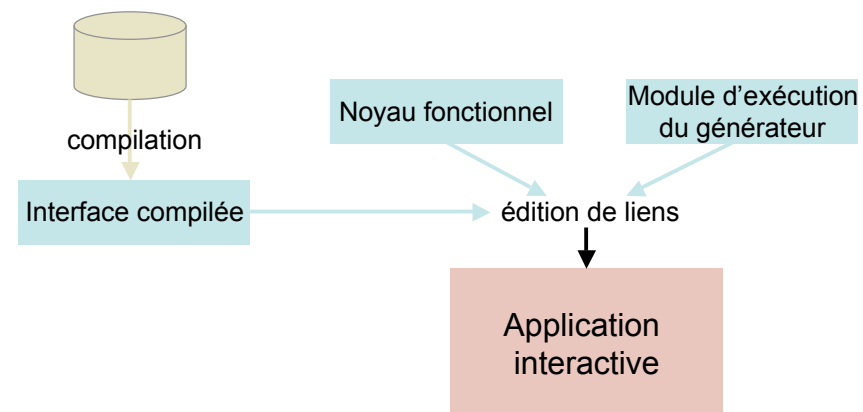 Noyau fonctionnel
Module d'exécution
du générateur
compilation
Interface compilée
édition de liens
Application
interactive